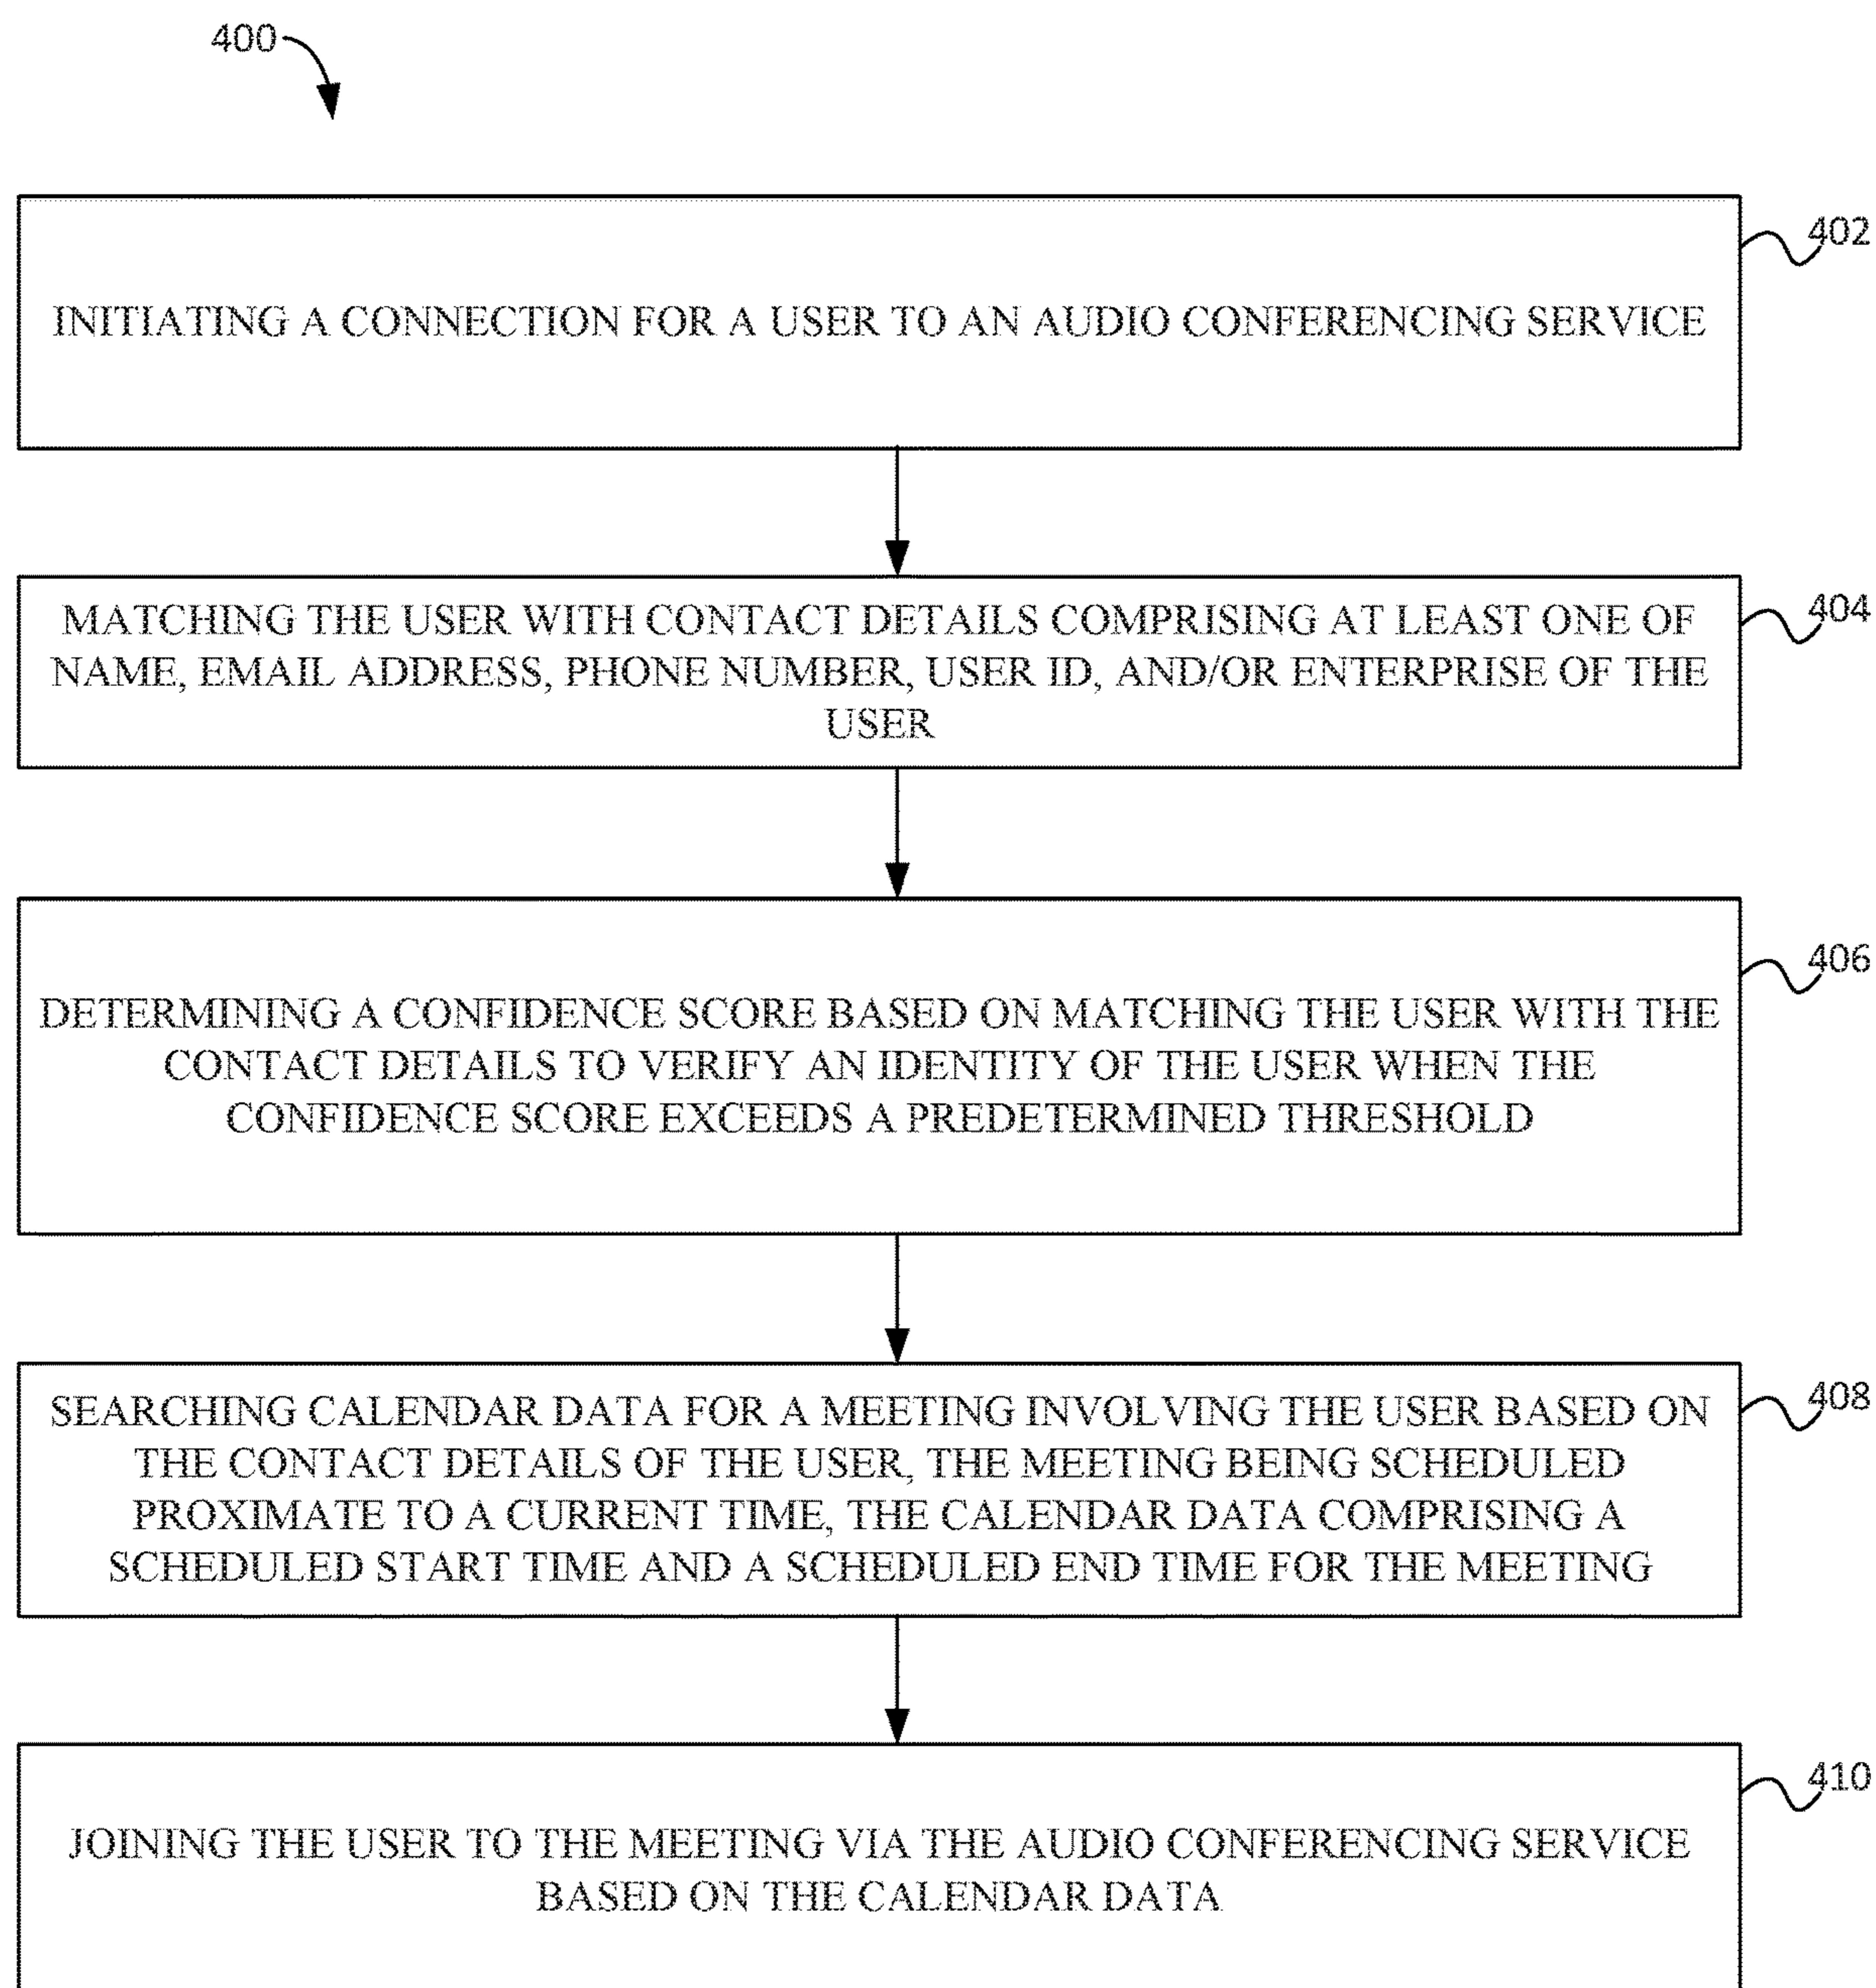 400
402
INITIATING A CONNECTION FOR A USER TO AN AUDIO CONFERENCING SERVICE
404
MATCHING THE USER WITH CONTACT DETAILS COMPRISING AT LEAST ONE OF
NAME, EMAIL ADDRESS, PHONE NUMBER, USER ID, AND/OR ENTERPRISE OF THE
USER
406
DETERMINING A CONFIDENCE SCORE BASED ON MATCHING THE USER WITH THE
CONTACT DETAILS TO VERIFY AN IDENTITY OF THE USER WHEN THE
CONFIDENCE SCORE EXCEEDS A PREDETERMINED THRESHOLD
408
SEARCHING CALENDAR DATA FOR A MEETING INVOLVING THE USER BASED ON
THE CONTACT DETAILS OF THE USER, THE MEETING BEING SCHEDULED
PROXIMATE TO A CURRENT TIME, THE CALENDAR DATA COMPRISING A
SCHEDULED START TIME AND A SCHEDULED END TIME FOR THE MEETING
410
JOINING THE USER TO THE MEETING VIA THE AUDIO CONFERENCING SERVICE
BASED ON THE CALENDAR DATA